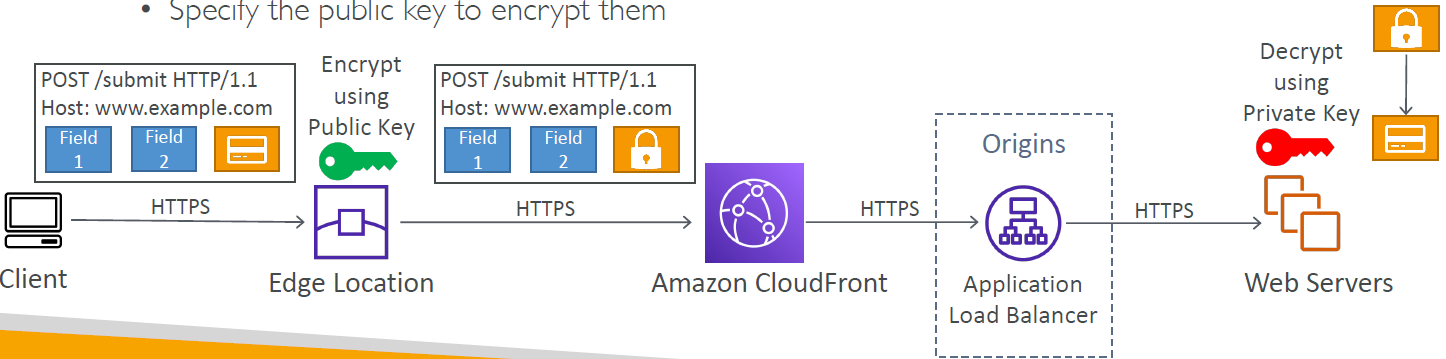 • Specify the public key to encrypt them
POST /submit HTTP/1.1
Host: www.example.com
Field
1
Field
2
Encrypt
using
Public Key
POST /submit HTTP/1.1
Host: www.example.com
Field
1
Field
2
Origins
Decrypt
using
Private Key
HTTPS
HTTPS
HTTPS
HTTPS
Client
Edge Location
Amazon CloudFront
Application
Load Balancer
Web Servers